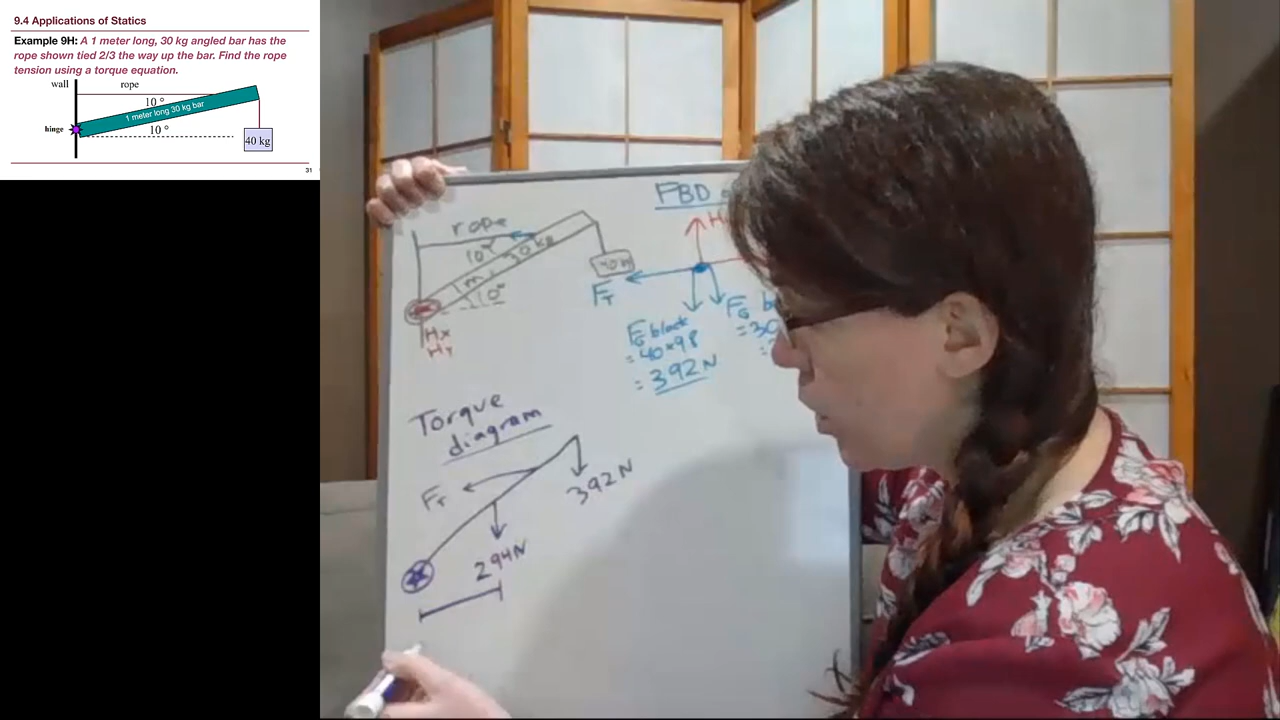 9.4 Applications of Statics
Example 9H: A 1 meter long, 30 kg angled bar has the
rope shown tied 2/3 the way up the bar. Find the rope
tension using a torque equation.
wall
rope
10 °
1 meter long 30 kg bar
hinge
10 °
40 kg
31
rope
10°
1m
30 kg
10°
Hx
Hy
FBD
H
FT
FG block
= 40*9.8
= 392N
FG b
= 30
=
Torque
diagram
FT
392N
294N